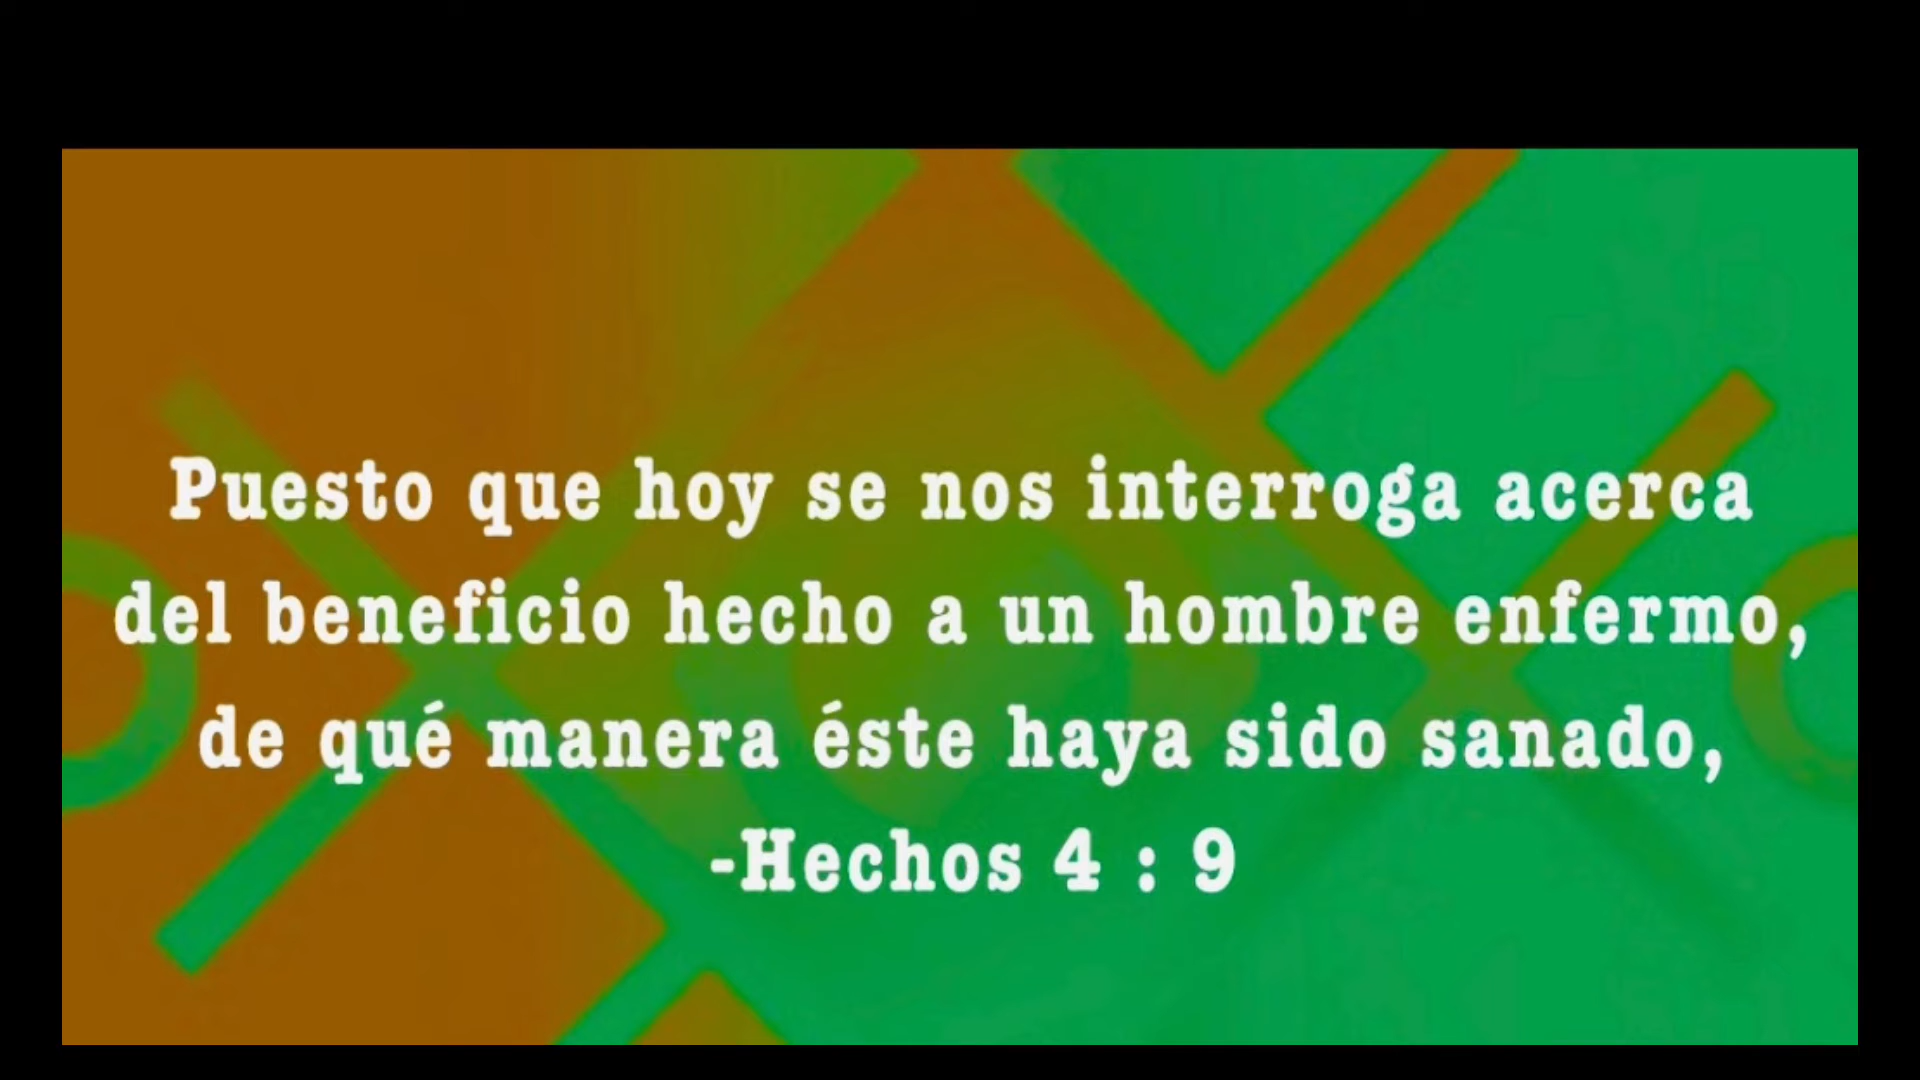 Puesto que hoy se nos interroga acerca
del beneficio hecho a un hombre enfermo,
de qué manera éste haya sido sanado,
-Hechos 4 : 9